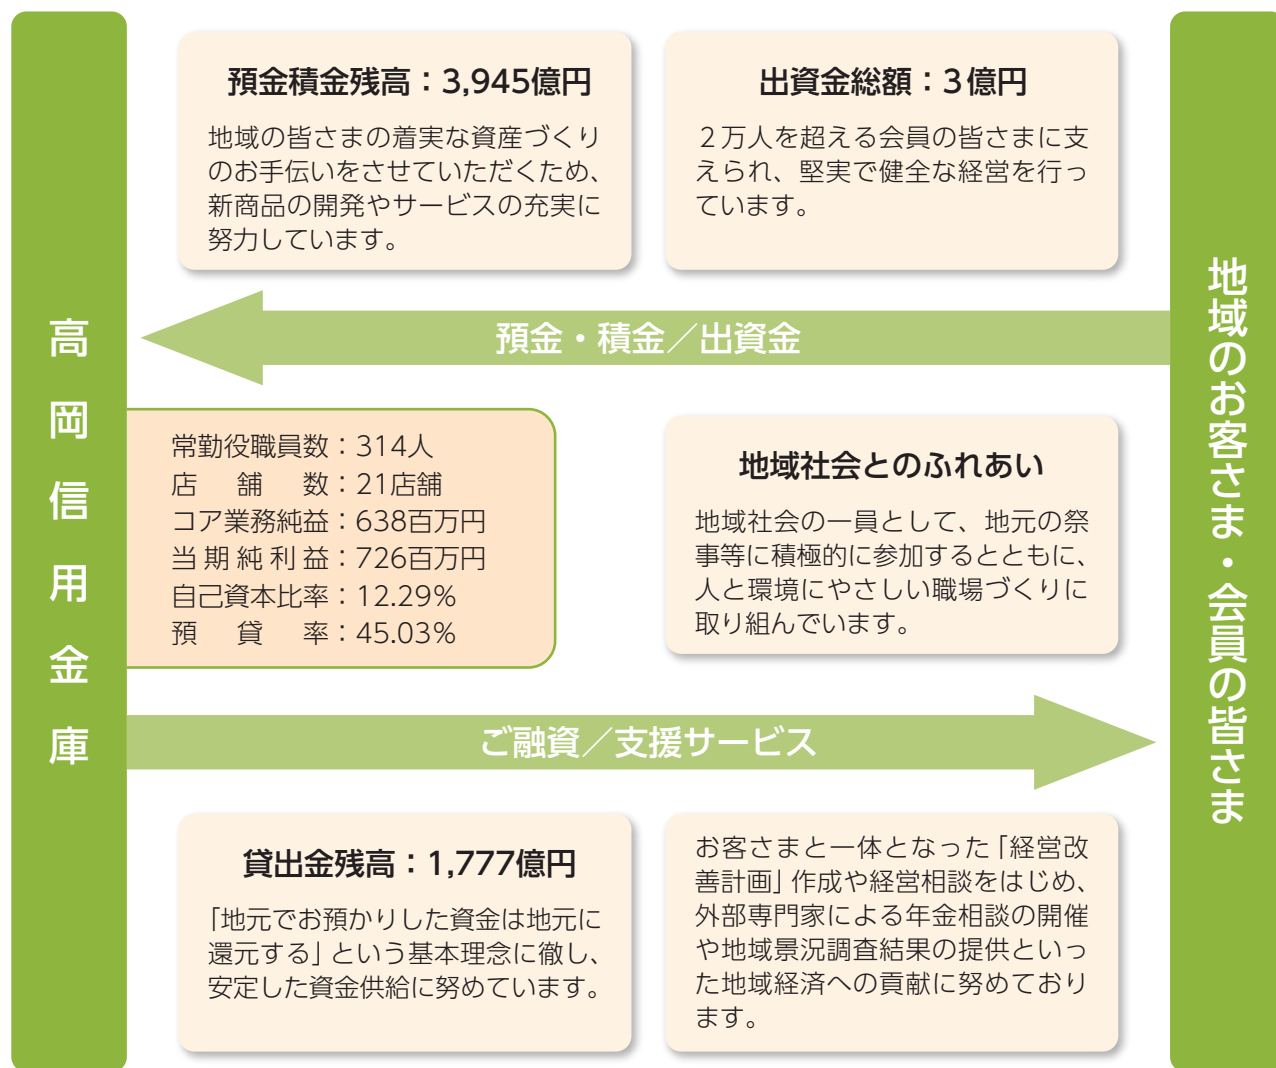 高岡信用金庫
預金積金残高：3,945億円
地域の皆さまの着実な資産づくり
のお手伝いをさせていただくため、
新商品の開発やサービスの充実に
努力しています。
出資金総額：3億円
２万人を超える会員の皆さまに支
えられ、堅実で健全な経営を行っ
ています。
預金・積金／出資金
常勤役職員数：314人
店舗数：21店舗
コア業務純益：638百万円
当期純利益：726百万円
自己資本比率：12.29%
預貸率：45.03%
地域社会とのふれあい
地域社会の一員として、地元の祭
事等に積極的に参加するとともに、
人と環境にやさしい職場づくりに
取り組んでいます。
ご融資／支援サービス
貸出金残高：1,777億円
「地元でお預かりした資金は地元に
還元する」という基本理念に徹し、
安定した資金供給に努めています。
お客さまと一体となった「経営改
善計画」作成や経営相談をはじめ、
外部専門家による年金相談の開催
や地域景況調査結果の提供といっ
た地域経済への貢献に努めており
ます。
地域のお客さま・会員の皆さま